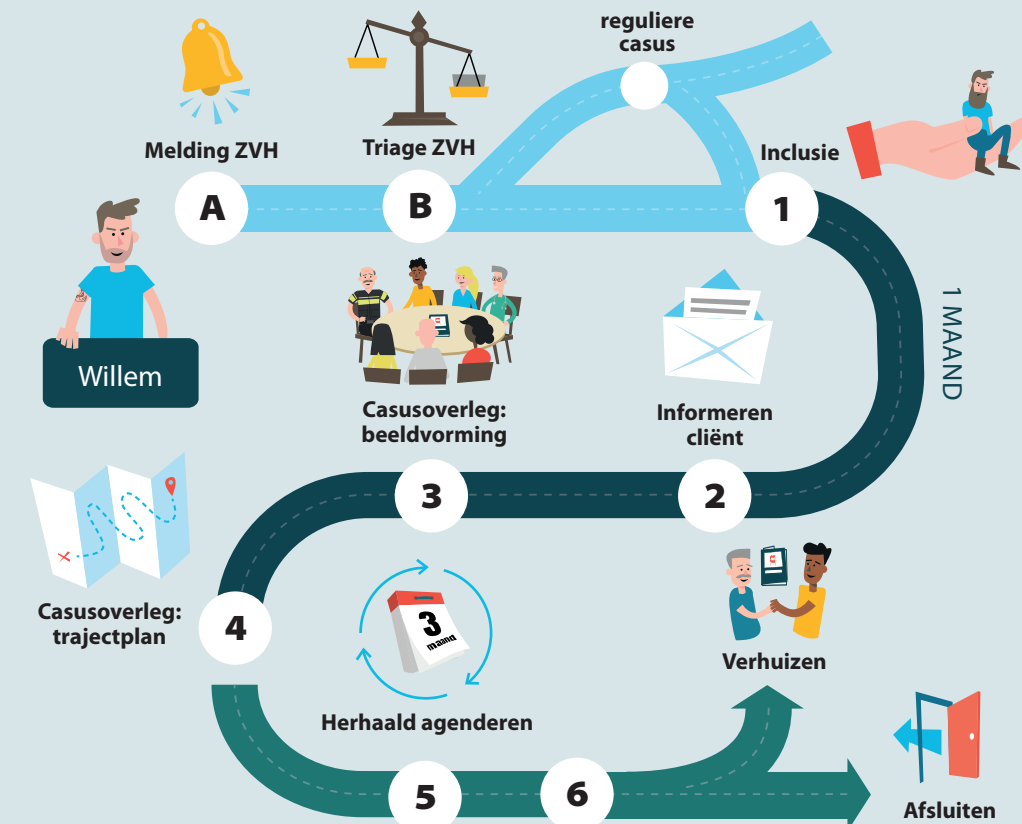 reguliere
casus
Melding ZVH
Triage ZVH
Inclusie
A
B
1
Willem
1 MAAND
Casusoverleg:
beeldvorming
Informeren
cliënt
3
2
Casusoverleg:
trajectplan
4
3
maand
Herhaald agenderen
Verhuizen
5
6
Afsluiten